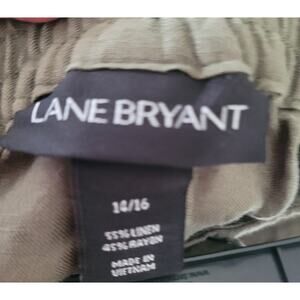 LANE BRYANT
14/16
55% LINEN
45% RAYON
MADE IN
VIETNAM